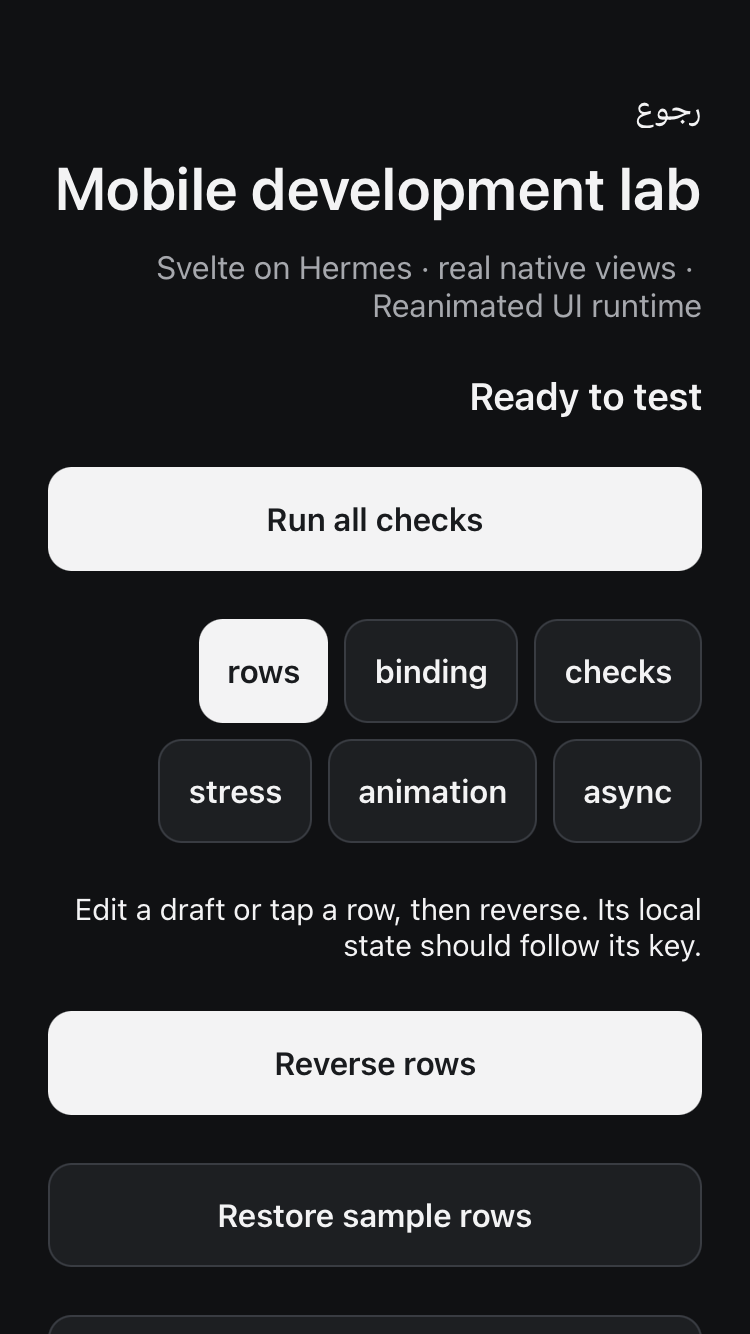 رجوع
Mobile development lab
Svelte on Hermes · real native views ·
Reanimated UI runtime
Ready to test
Run all checks
checks
binding
rows
async
animation
stress
Edit a draft or tap a row, then reverse. Its local
state should follow its key.
Reverse rows
Restore sample rows